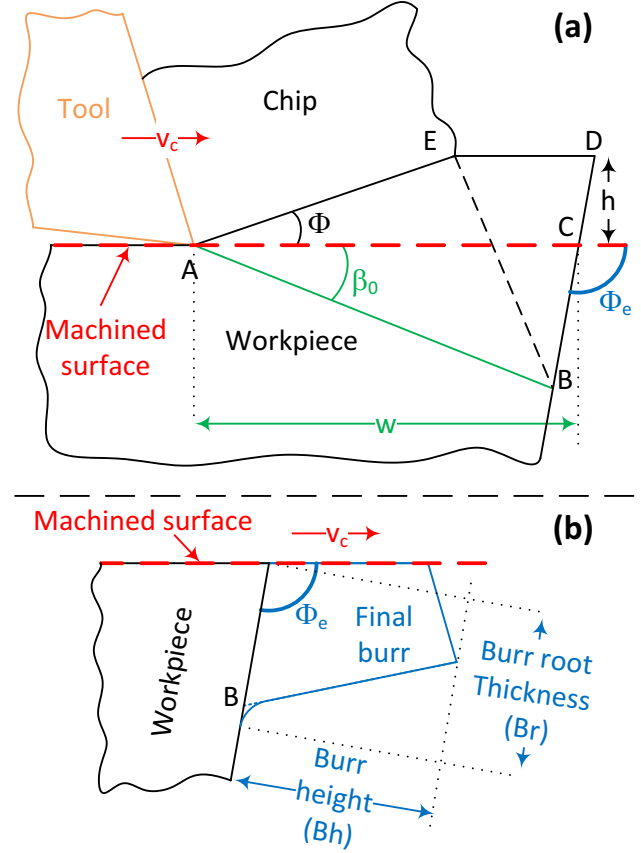 (a)
Tool
Chip
v_c
E
D
h
Φ
C
A
β₀
Φₑ
Machined
surface
Workpiece
B
w
Machined surface
v_c
(b)
Φₑ
Final
burr
Workpiece
B
Burr root
Thickness
(Br)
Burr
height
(Bh)